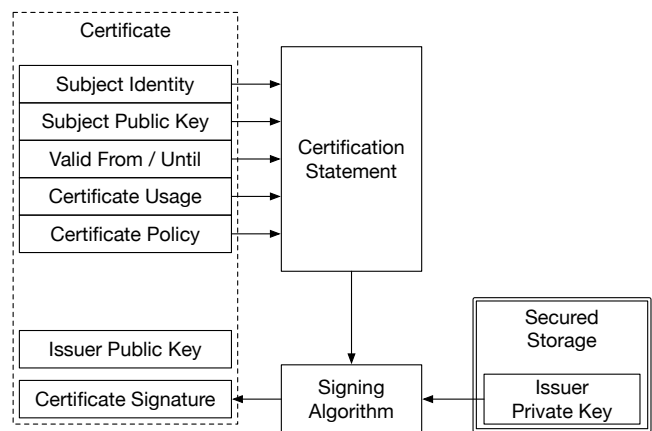 Certificate
Subject Identity
Subject Public Key
Valid From / Until
Certificate Usage
Certificate Policy
Certification
Statement
Issuer Public Key
Certificate Signature
Signing
Algorithm
Secured
Storage
Issuer
Private Key